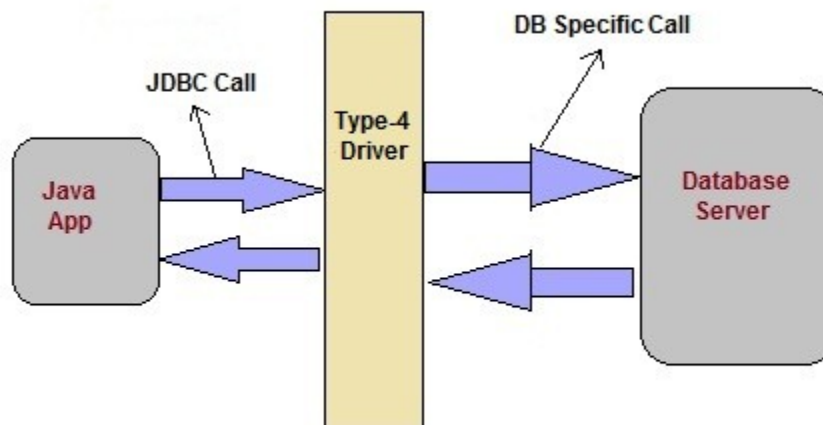 DB Specific Call
JDBC Call
Type-4
Driver
Java
App
Database
Server